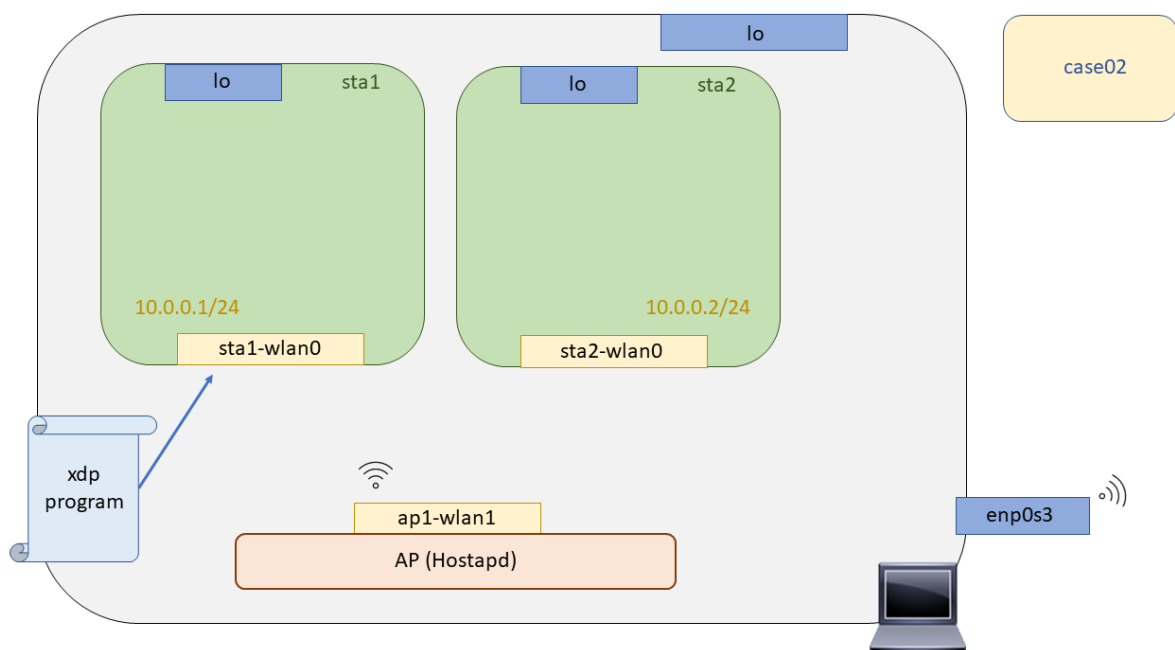 lo
case02
lo
sta1
lo
sta2
10.0.0.1/24
10.0.0.2/24
sta1-wlan0
sta2-wlan0
xdp
program
ap1-wlan1
enp0s3
AP (Hostapd)